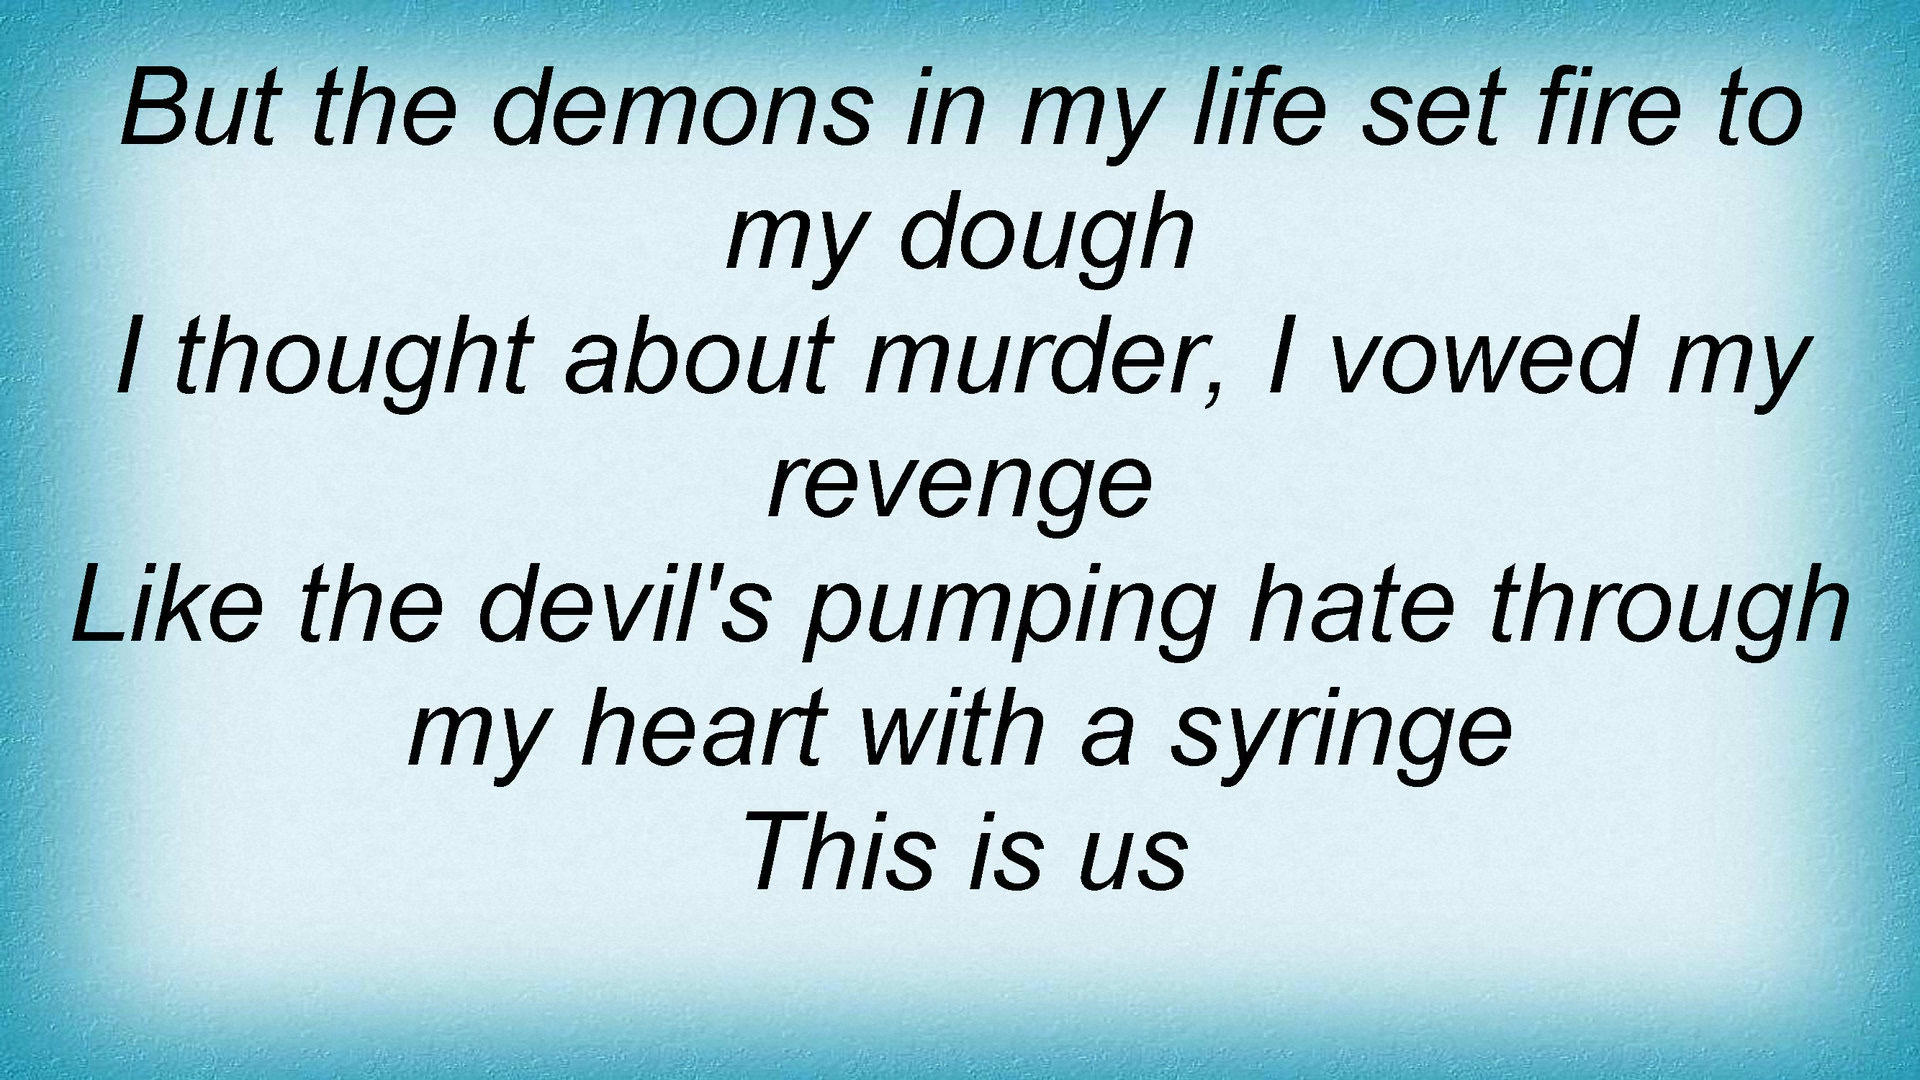 But the demons in my life set fire to
my dough
I thought about murder, I vowed my
revenge
Like the devil's pumping hate through
my heart with a syringe
This is us